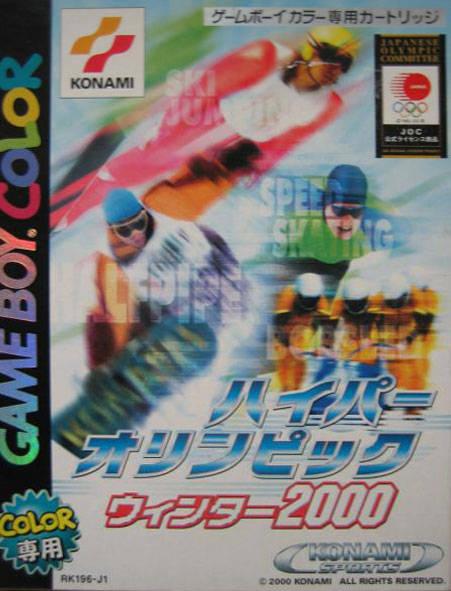 ゲームボーイカラー専用カートリッジ
KONAMI
JAPANESE
OLYMPIC
COMMITTEE
JAPAN
JOC
公式ライセンス商品
GAME BOY COLOR
SKI
JUMPING
SPEED
SKATING
HALFPIPE
BOBSLEIGH
ハイパー
オリンピック
ウィンター2000
COLOR
専用
KONAMI
SPORTS
RK196-J1
© 2000 KONAMI ALL RIGHTS RESERVED.